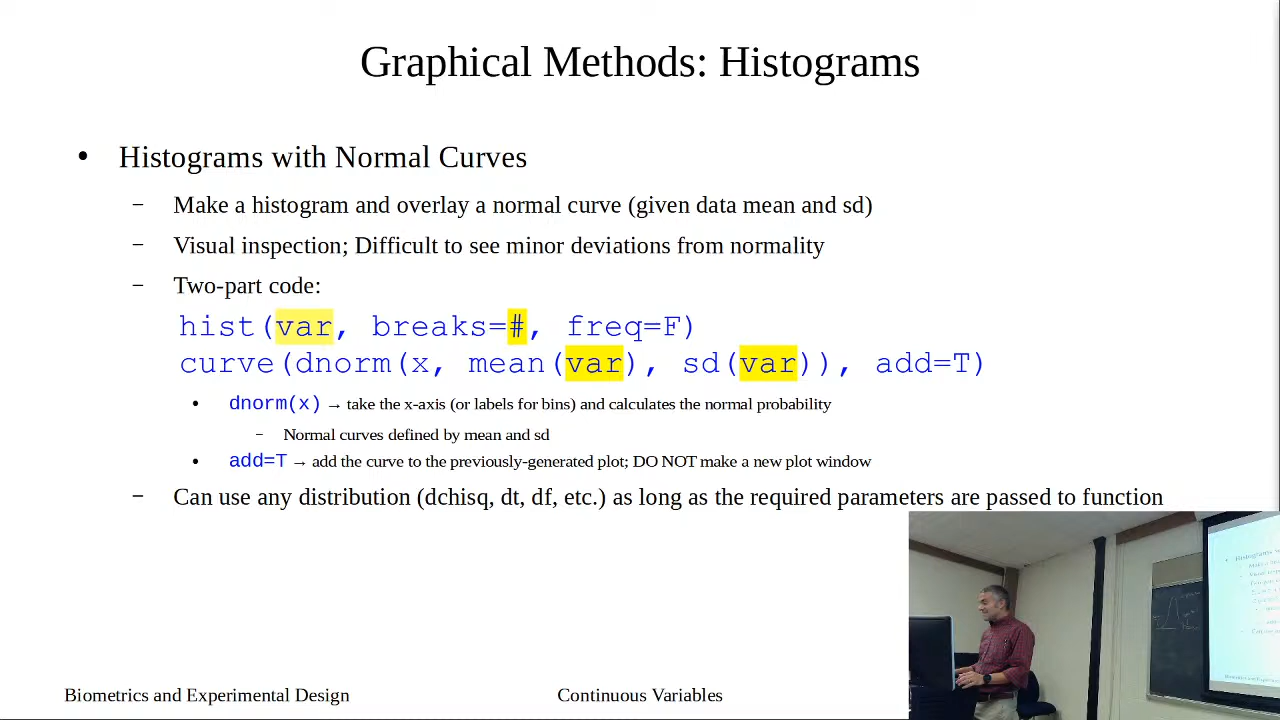 Graphical Methods: Histograms
• Histograms with Normal Curves
– Make a histogram and overlay a normal curve (given data mean and sd)
– Visual inspection; Difficult to see minor deviations from normality
– Two-part code:
hist(var, breaks=#, freq=F)
curve(dnorm(x, mean(var), sd(var)), add=T)
• dnorm(x) → take the x-axis (or labels for bins) and calculates the normal probability
– Normal curves defined by mean and sd
• add=T → add the curve to the previously-generated plot; DO NOT make a new plot window
– Can use any distribution (dchisq, dt, df, etc.) as long as the required parameters are passed to function
Biometrics and Experimental Design
Continuous Variables